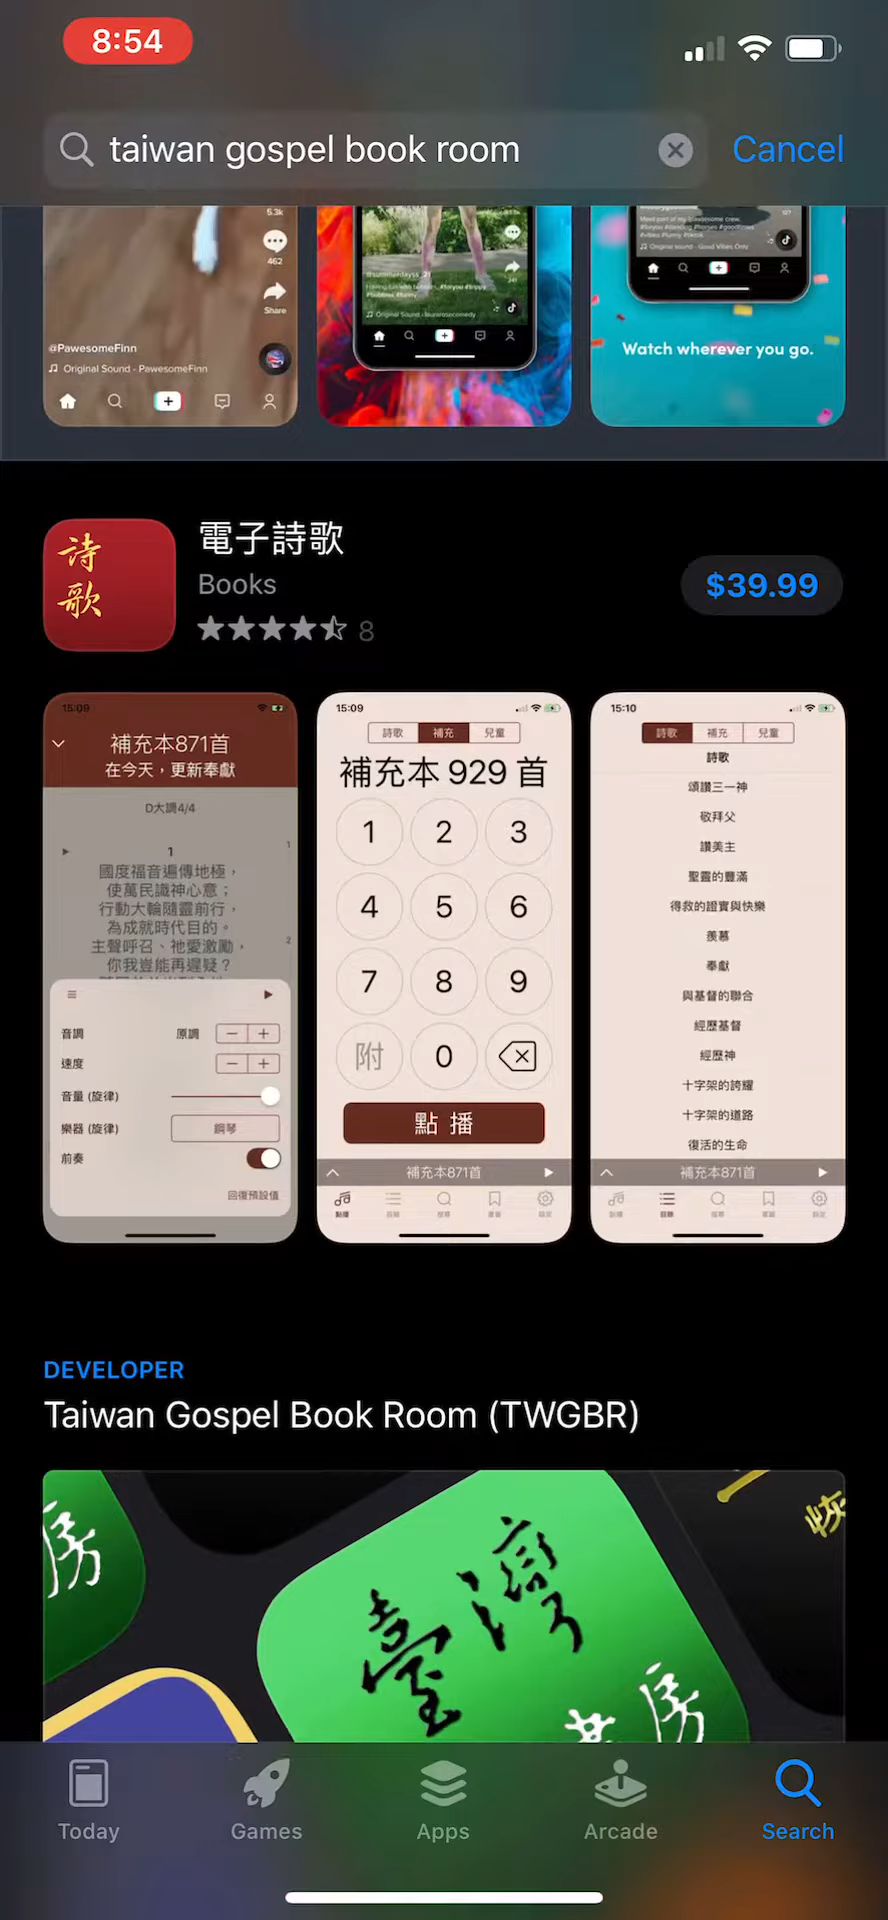 8:54
taiwan gospel book room
Cancel
5.3k
462
Share
@PawesomeFinn
Original Sound - PawesomeFinn
Watch wherever you go.
詩歌
電子詩歌
Books
8
$39.99
15:09
補充本871首
在今天，更新奉獻
D大調4/4
1
1
國度福音遍傳地極，
使萬民識神心意；
行動大輪隨靈前行，
為成就時代目的。
2
主聲呼召、祂愛激勵，
你我豈能再遲疑？
音調
原調
− +
速度
− +
音量 (旋律)
樂器 (旋律)
鋼琴
前奏
回復預設值
15:09
詩歌 補充 兒童
補充本 929 首
1 2 3
4 5 6
7 8 9
附 0
點播
補充本871首
15:10
詩歌 補充 兒童
詩歌
頌讚三一神
敬拜父
讚美主
聖靈的豐滿
得救的證實與快樂
羨慕
奉獻
與基督的聯合
經歷基督
經歷神
十字架的誇耀
十字架的道路
復活的生命
補充本871首
DEVELOPER
Taiwan Gospel Book Room (TWGBR)
房
臺灣
書房
恢
Today
Games
Apps
Arcade
Search